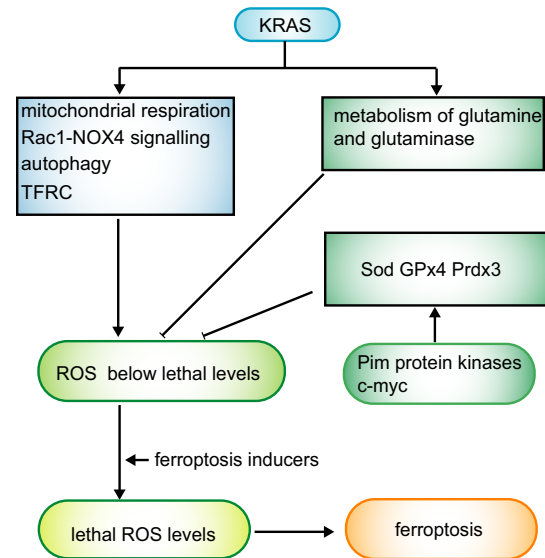 KRAS
mitochondrial respiration
Rac1-NOX4 signalling
autophagy
TFRC
metabolism of glutamine
and glutaminase
Sod GPx4 Prdx3
Pim protein kinases
c-myc
ROS below lethal levels
ferroptosis inducers
lethal ROS levels
ferroptosis